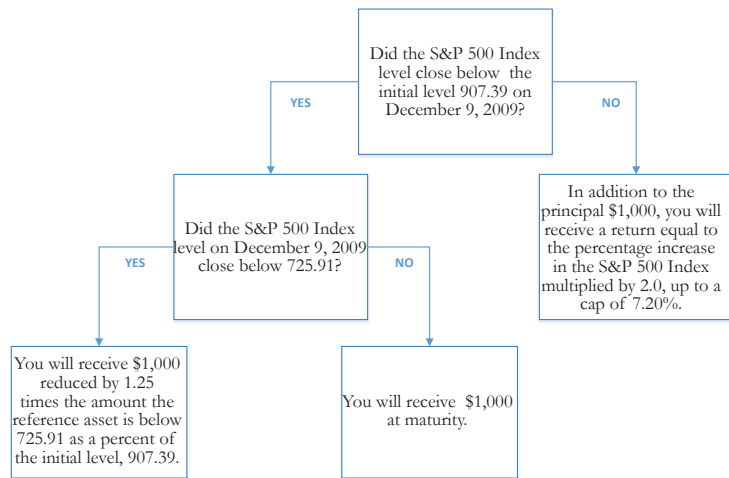 Did the S&P 500 Index
level close below the
initial level 907.39 on
December 9, 2009?
YES
NO
Did the S&P 500 Index
level on December 9, 2009
close below 725.91?
In addition to the
principal $1,000, you will
receive a return equal to
the percentage increase
in the S&P 500 Index
multiplied by 2.0, up to a
cap of 7.20%.
YES
NO
You will receive $1,000
reduced by 1.25
times the amount the
reference asset is below
725.91 as a percent of
the initial level, 907.39.
You will receive $1,000
at maturity.